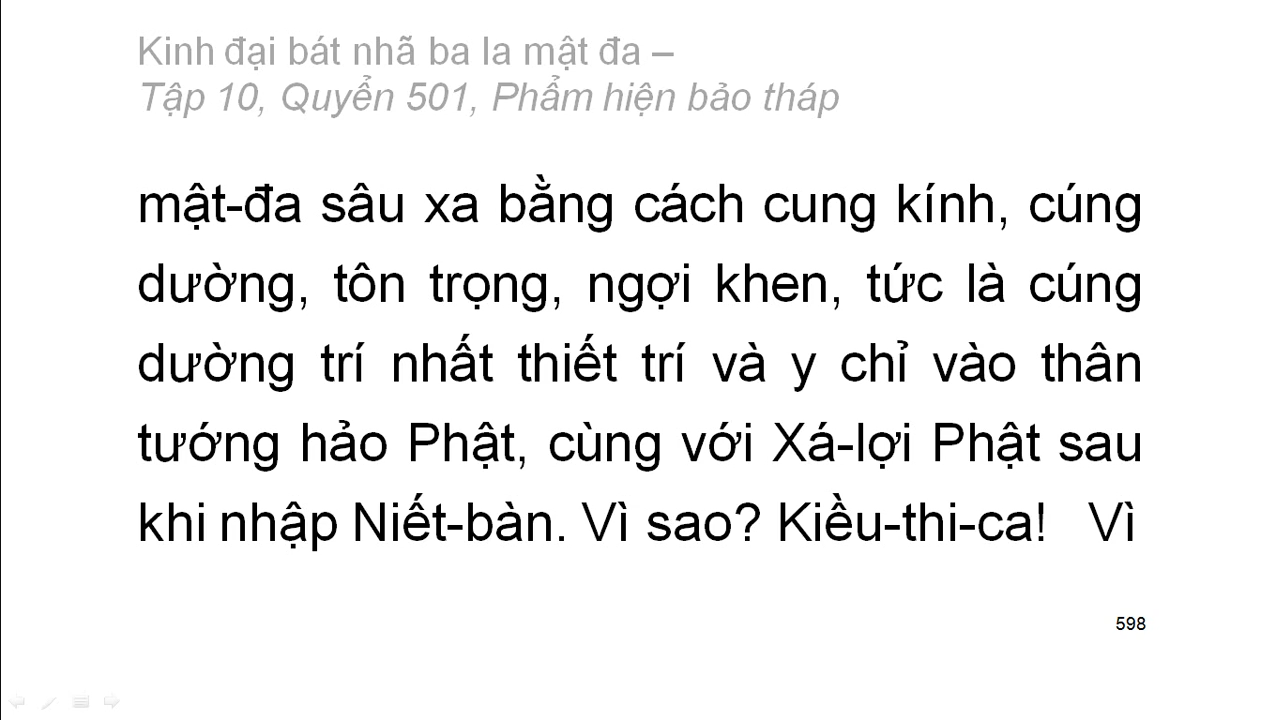 Kinh đại bát nhã ba la mật đa –
Tập 10, Quyển 501, Phẩm hiện bảo tháp
mật-đa sâu xa bằng cách cung kính, cúng
dường, tôn trọng, ngợi khen, tức là cúng
dường trí nhất thiết trí và y chỉ vào thân
tướng hảo Phật, cùng với Xá-lợi Phật sau
khi nhập Niết-bàn. Vì sao? Kiều-thi-ca! Vì
598